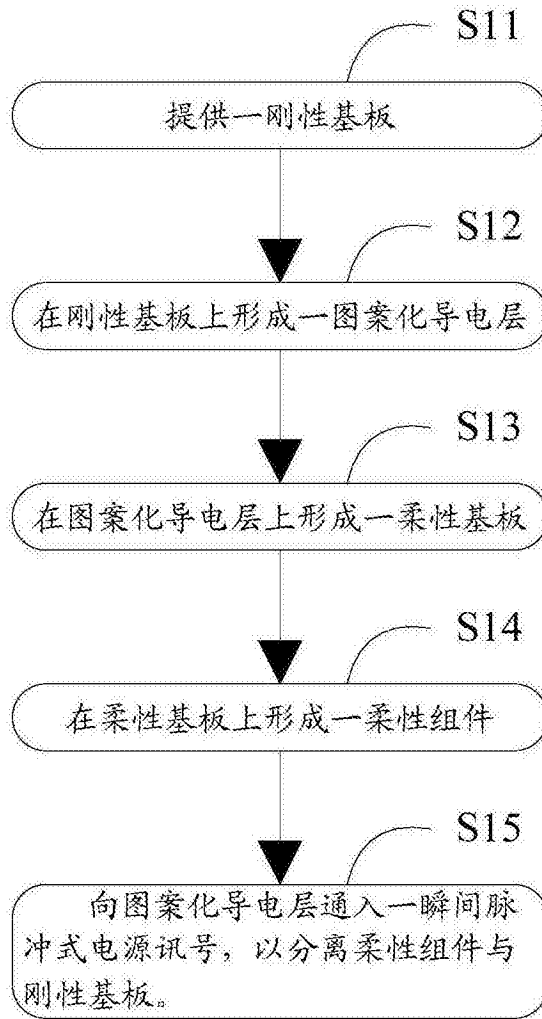 S11
提供一刚性基板
S12
在刚性基板上形成一图案化导电层
S13
在图案化导电层上形成一柔性基板
S14
在柔性基板上形成一柔性组件
S15
向图案化导电层通入一瞬间脉
冲式电源讯号，以分离柔性组件与
刚性基板。